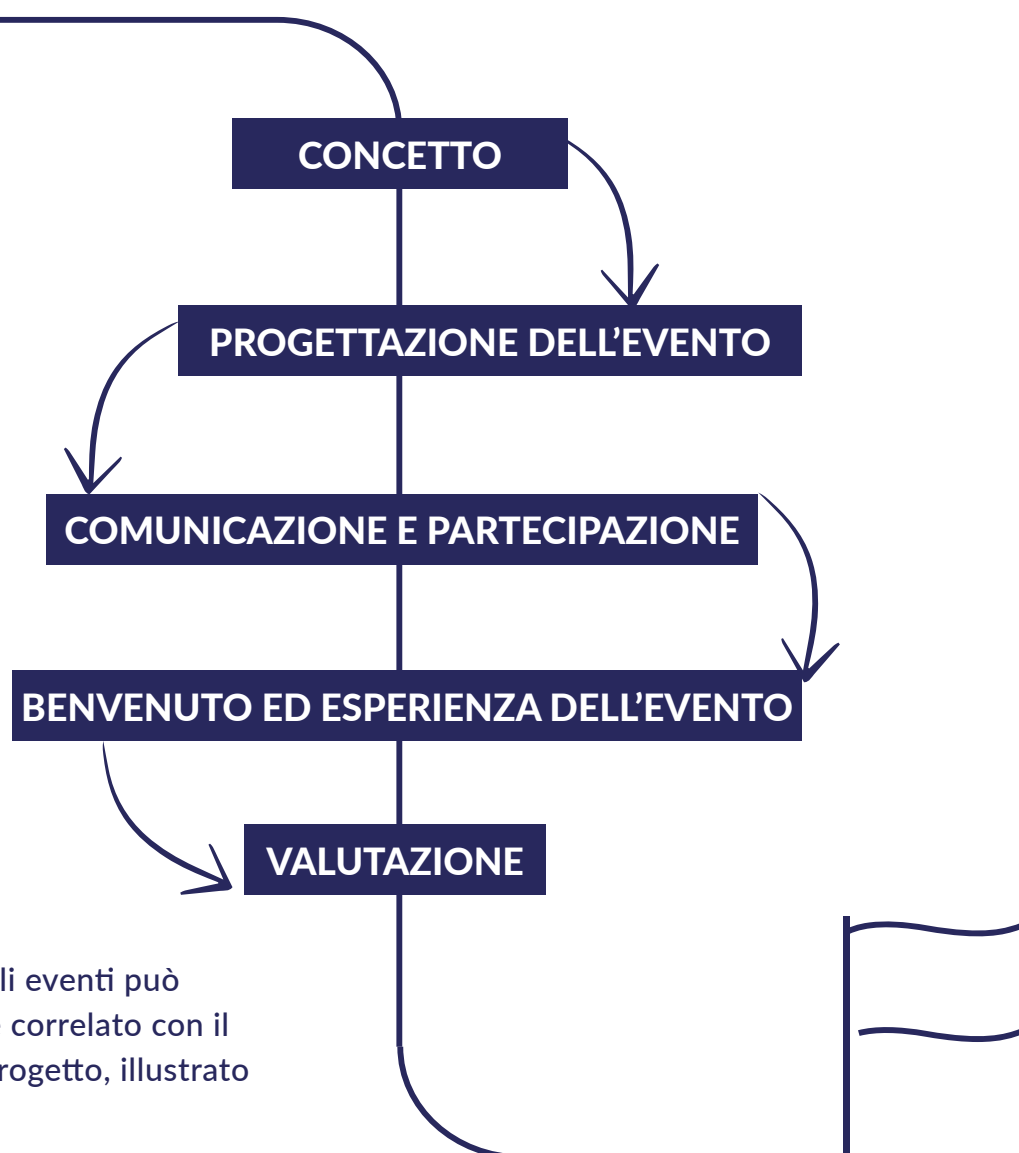 CONCETTO
PROGETTAZIONE DELL’EVENTO
COMUNICAZIONE E PARTECIPAZIONE
BENVENUTO ED ESPERIENZA DELL’EVENTO
VALUTAZIONE
eventi può
correlato con il
illustrato